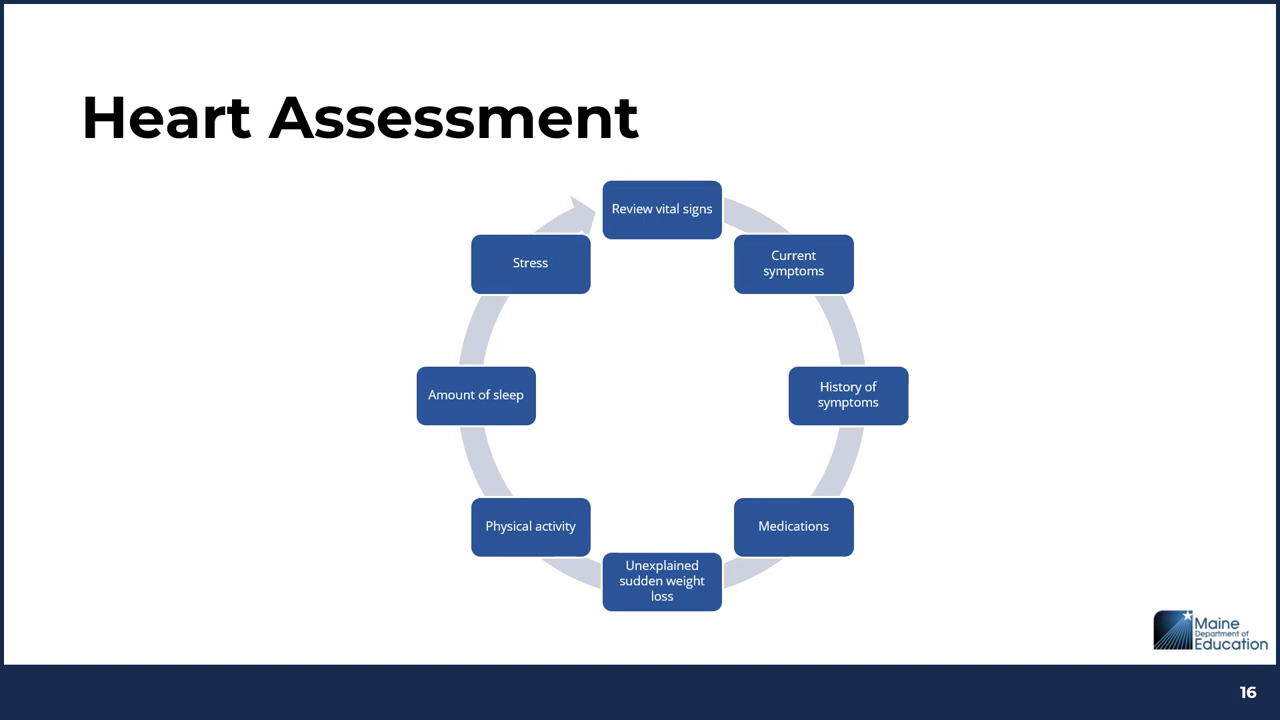 Heart Assessment
Review vital signs
Current
symptoms
History of
symptoms
Medications
Unexplained
sudden weight
loss
Physical activity
Amount of sleep
Stress
Maine
Department of
Education
16